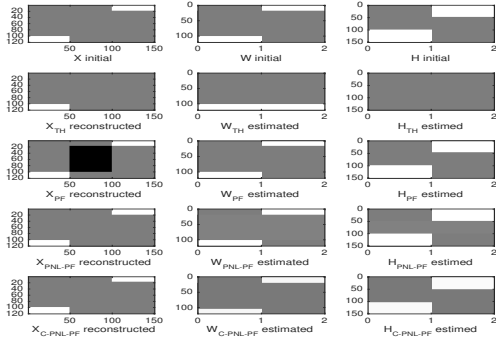 20
40
60
80
100
120
50 100 150
X initial
0
50
100
0 1 2
W initial
0
50
100
150
0 1 2
H initial
20
40
60
80
100
120
50 100 150
X_TH reconstructed
0
50
100
0 1 2
W_TH estimated
0
50
100
150
0 1 2
H_TH estimed
20
40
60
80
100
120
50 100 150
X_PF reconstructed
0
50
100
0 1 2
W_PF estimated
0
50
100
150
0 1 2
H_PF estimed
20
40
60
80
100
120
50 100 150
X_PNL-PF reconstructed
0
50
100
0 1 2
W_PNL-PF estimated
0
50
100
150
0 1 2
H_PNL-PF estimed
20
40
60
80
100
120
50 100 150
X_C-PNL-PF reconstructed
0
50
100
0 1 2
W_C-PNL-PF estimated
0
50
100
150
0 1 2
H_C-PNL-PF estimed